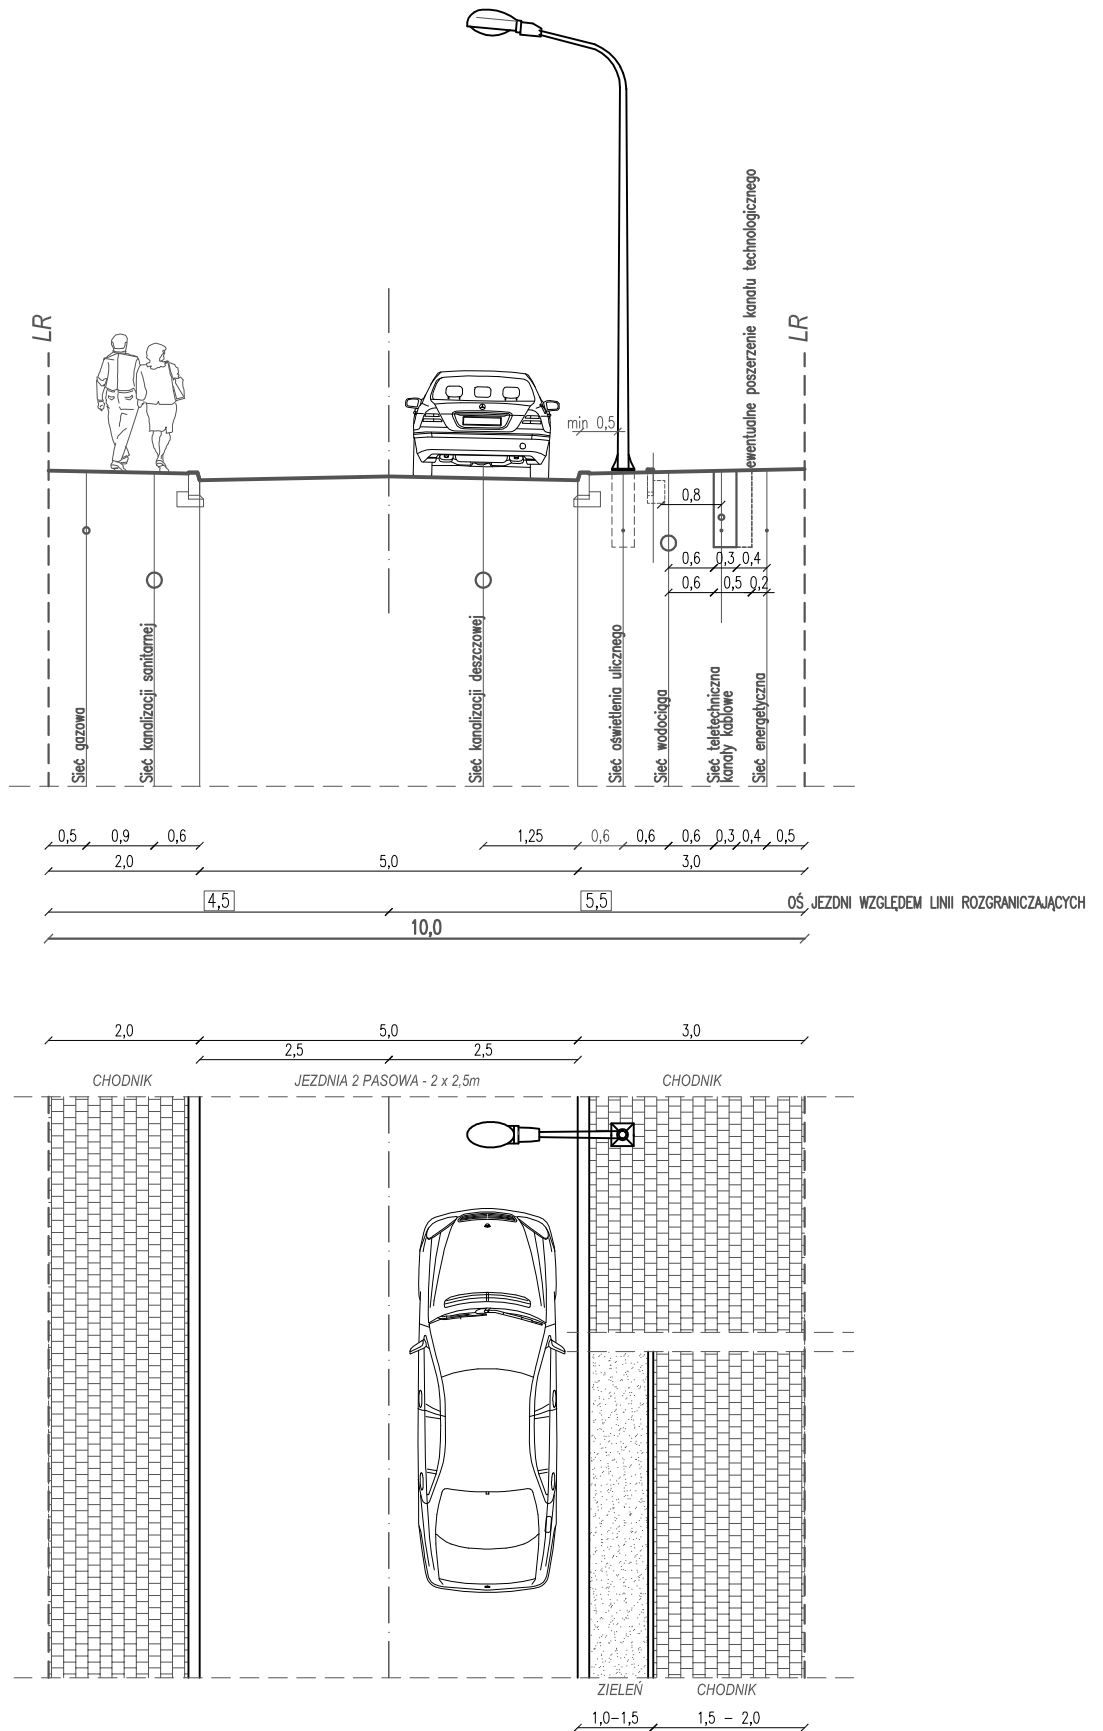 LR
LR
ewentualne poszerzenie kanału technologicznego
min 0,5
0,8
0,6 0,3 0,4
0,6 0,5 0,2
Sieć gazowa
Sieć kanalizacji sanitarnej
Sieć kanalizacji deszczowej
Sieć oświetlenia ulicznego
Sieć wodociąga
Sieć teletechniczna
kanały kablowe
Sieć energetyczna
0,5 0,9 0,6 1,25 0,6 0,6 0,6 0,3 0,4 0,5
2,0 5,0 3,0
4,5 5,5 OŚ JEZDNI WZGLĘDEM LINII ROZGRANICZAJĄCYCH
10,0
2,0 5,0 3,0
2,5 2,5
CHODNIK JEZDNIA 2 PASOWA - 2 x 2,5m CHODNIK
ZIELEŃ CHODNIK
1,0-1,5 1,5 - 2,0